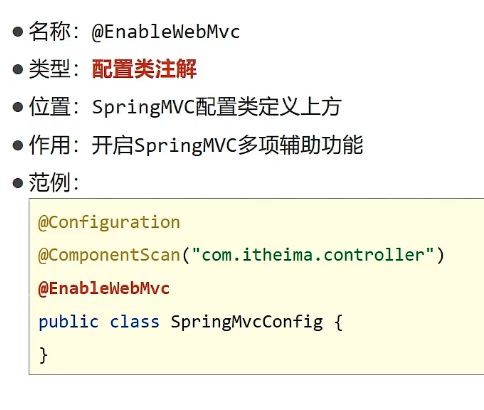 ● 名称：@EnableWebMvc
● 类型：配置类注解
● 位置：SpringMVC配置类定义上方
● 作用：开启SpringMVC多项辅助功能
● 范例：
@Configuration
@ComponentScan("com.itheima.controller")
@EnableWebMvc
public class SpringMvcConfig {
}